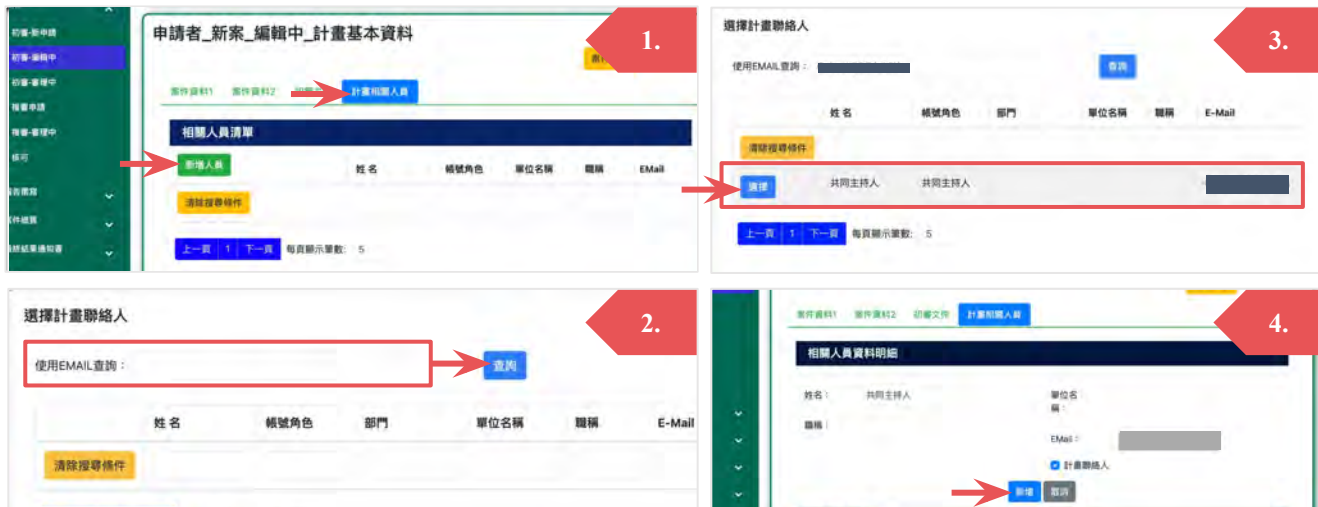 初審-新申請
初審-編輯中
初審-審理中
複審申請
複審-審理中
核可
申請者_新案_編輯中_計畫基本資料
1.
案件資料1
案件資料2
計畫相關人員
相關人員清單
新增人員
姓名
帳號角色
單位名稱
職稱
EMail
清除搜尋條件
上一頁 1 下一頁 每頁顯示筆數: 5
選擇計畫聯絡人
3.
使用EMAIL查詢：
查詢
姓名 帳號角色 部門 單位名稱 職稱 E-Mail
清除搜尋條件
選擇 共同主持人 共同主持人
上一頁 1 下一頁 每頁顯示筆數: 5
選擇計畫聯絡人
2.
使用EMAIL查詢：
查詢
姓名 帳號角色 部門 單位名稱 職稱 E-Mail
清除搜尋條件
案件資料1 案件資料2 初審文件 計畫相關人員
4.
相關人員資料明細
姓名： 共同主持人
單位名
稱：
職稱：
EMail：
計畫聯絡人
新增 取消